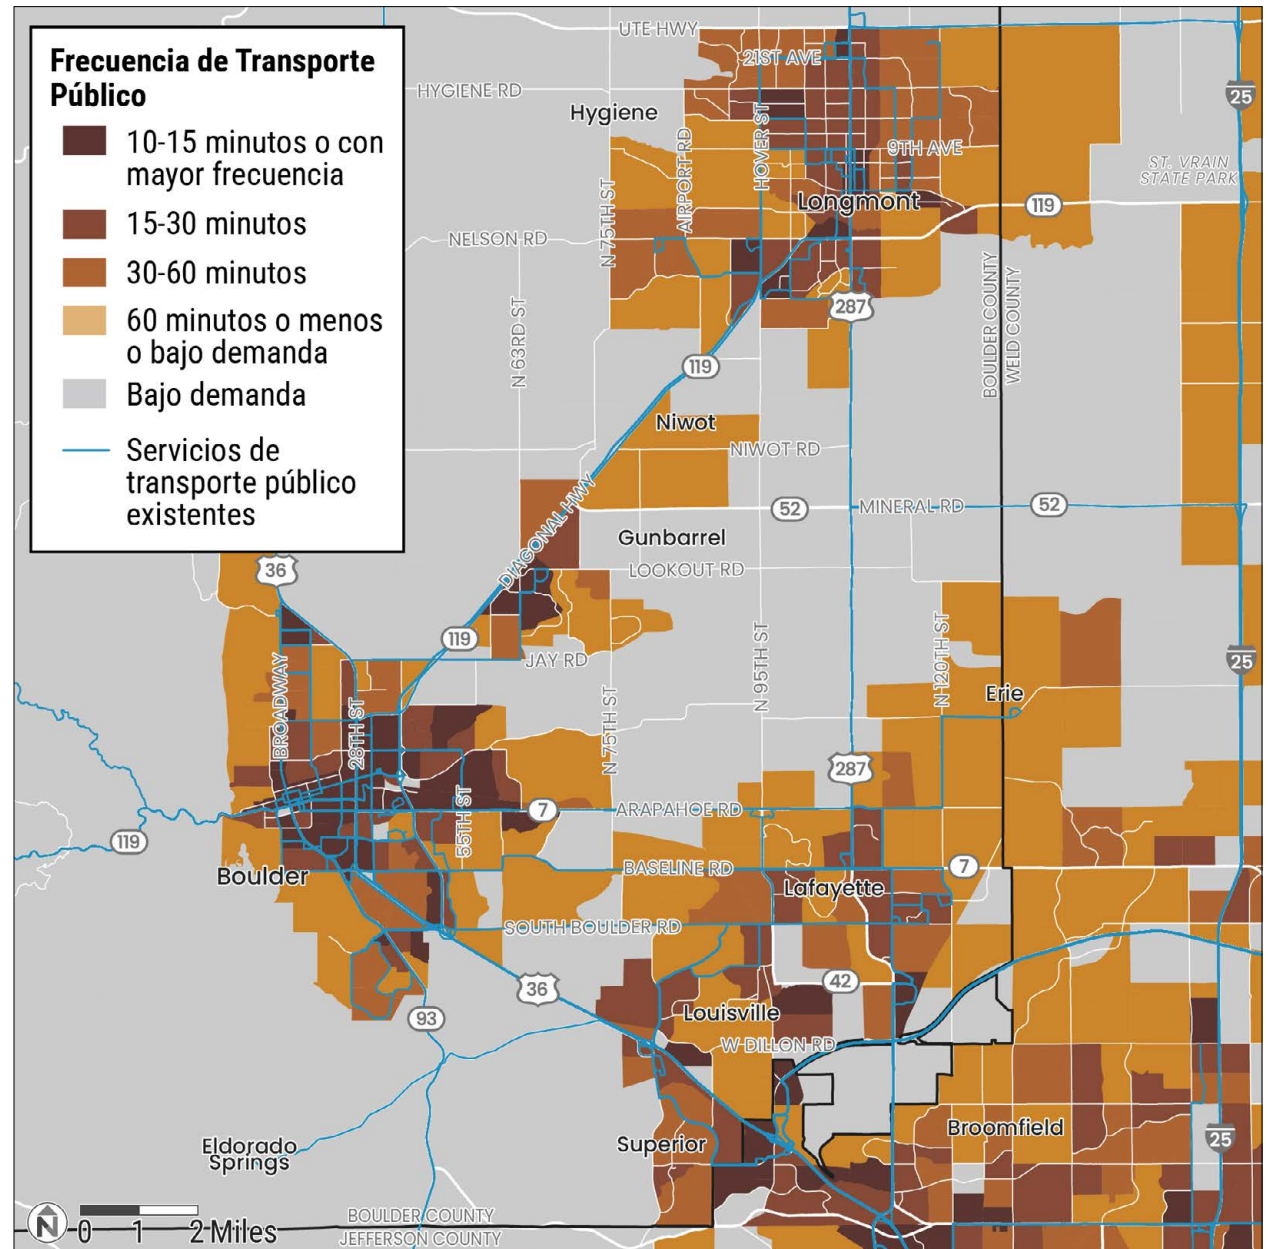 Frecuencia de Transporte
Público
10-15 minutos o con
mayor frecuencia
15-30 minutos
30-60 minutos
60 minutos o menos
o bajo demanda
Bajo demanda
Servicios de
transporte público
existentes
UTE HWY
21ST AVE
HYGIENE RD
Hygiene
25
HOVER ST
AIRPORT RD
9TH AVE
ST. VRAIN
STATE PARK
N 75TH ST
Longmont
119
NELSON RD
BOULDER COUNTY
WELD COUNTY
287
N 63RD ST
119
Niwot
NIWOT RD
DIAGONAL HWY
52
MINERAL RD
52
Gunbarrel
LOOKOUT RD
36
119
JAY RD
N 95TH ST
N 120TH ST
25
BROADWAY
28TH ST
N 75TH ST
Erie
287
55TH ST
7
ARAPAHOE RD
119
Boulder
BASELINE RD
7
Lafayette
SOUTH BOULDER RD
36
42
93
Louisville
W DILLON RD
Eldorado
Springs
Superior
Broomfield
25
N
0 1 2 Miles
BOULDER COUNTY
JEFFERSON COUNTY